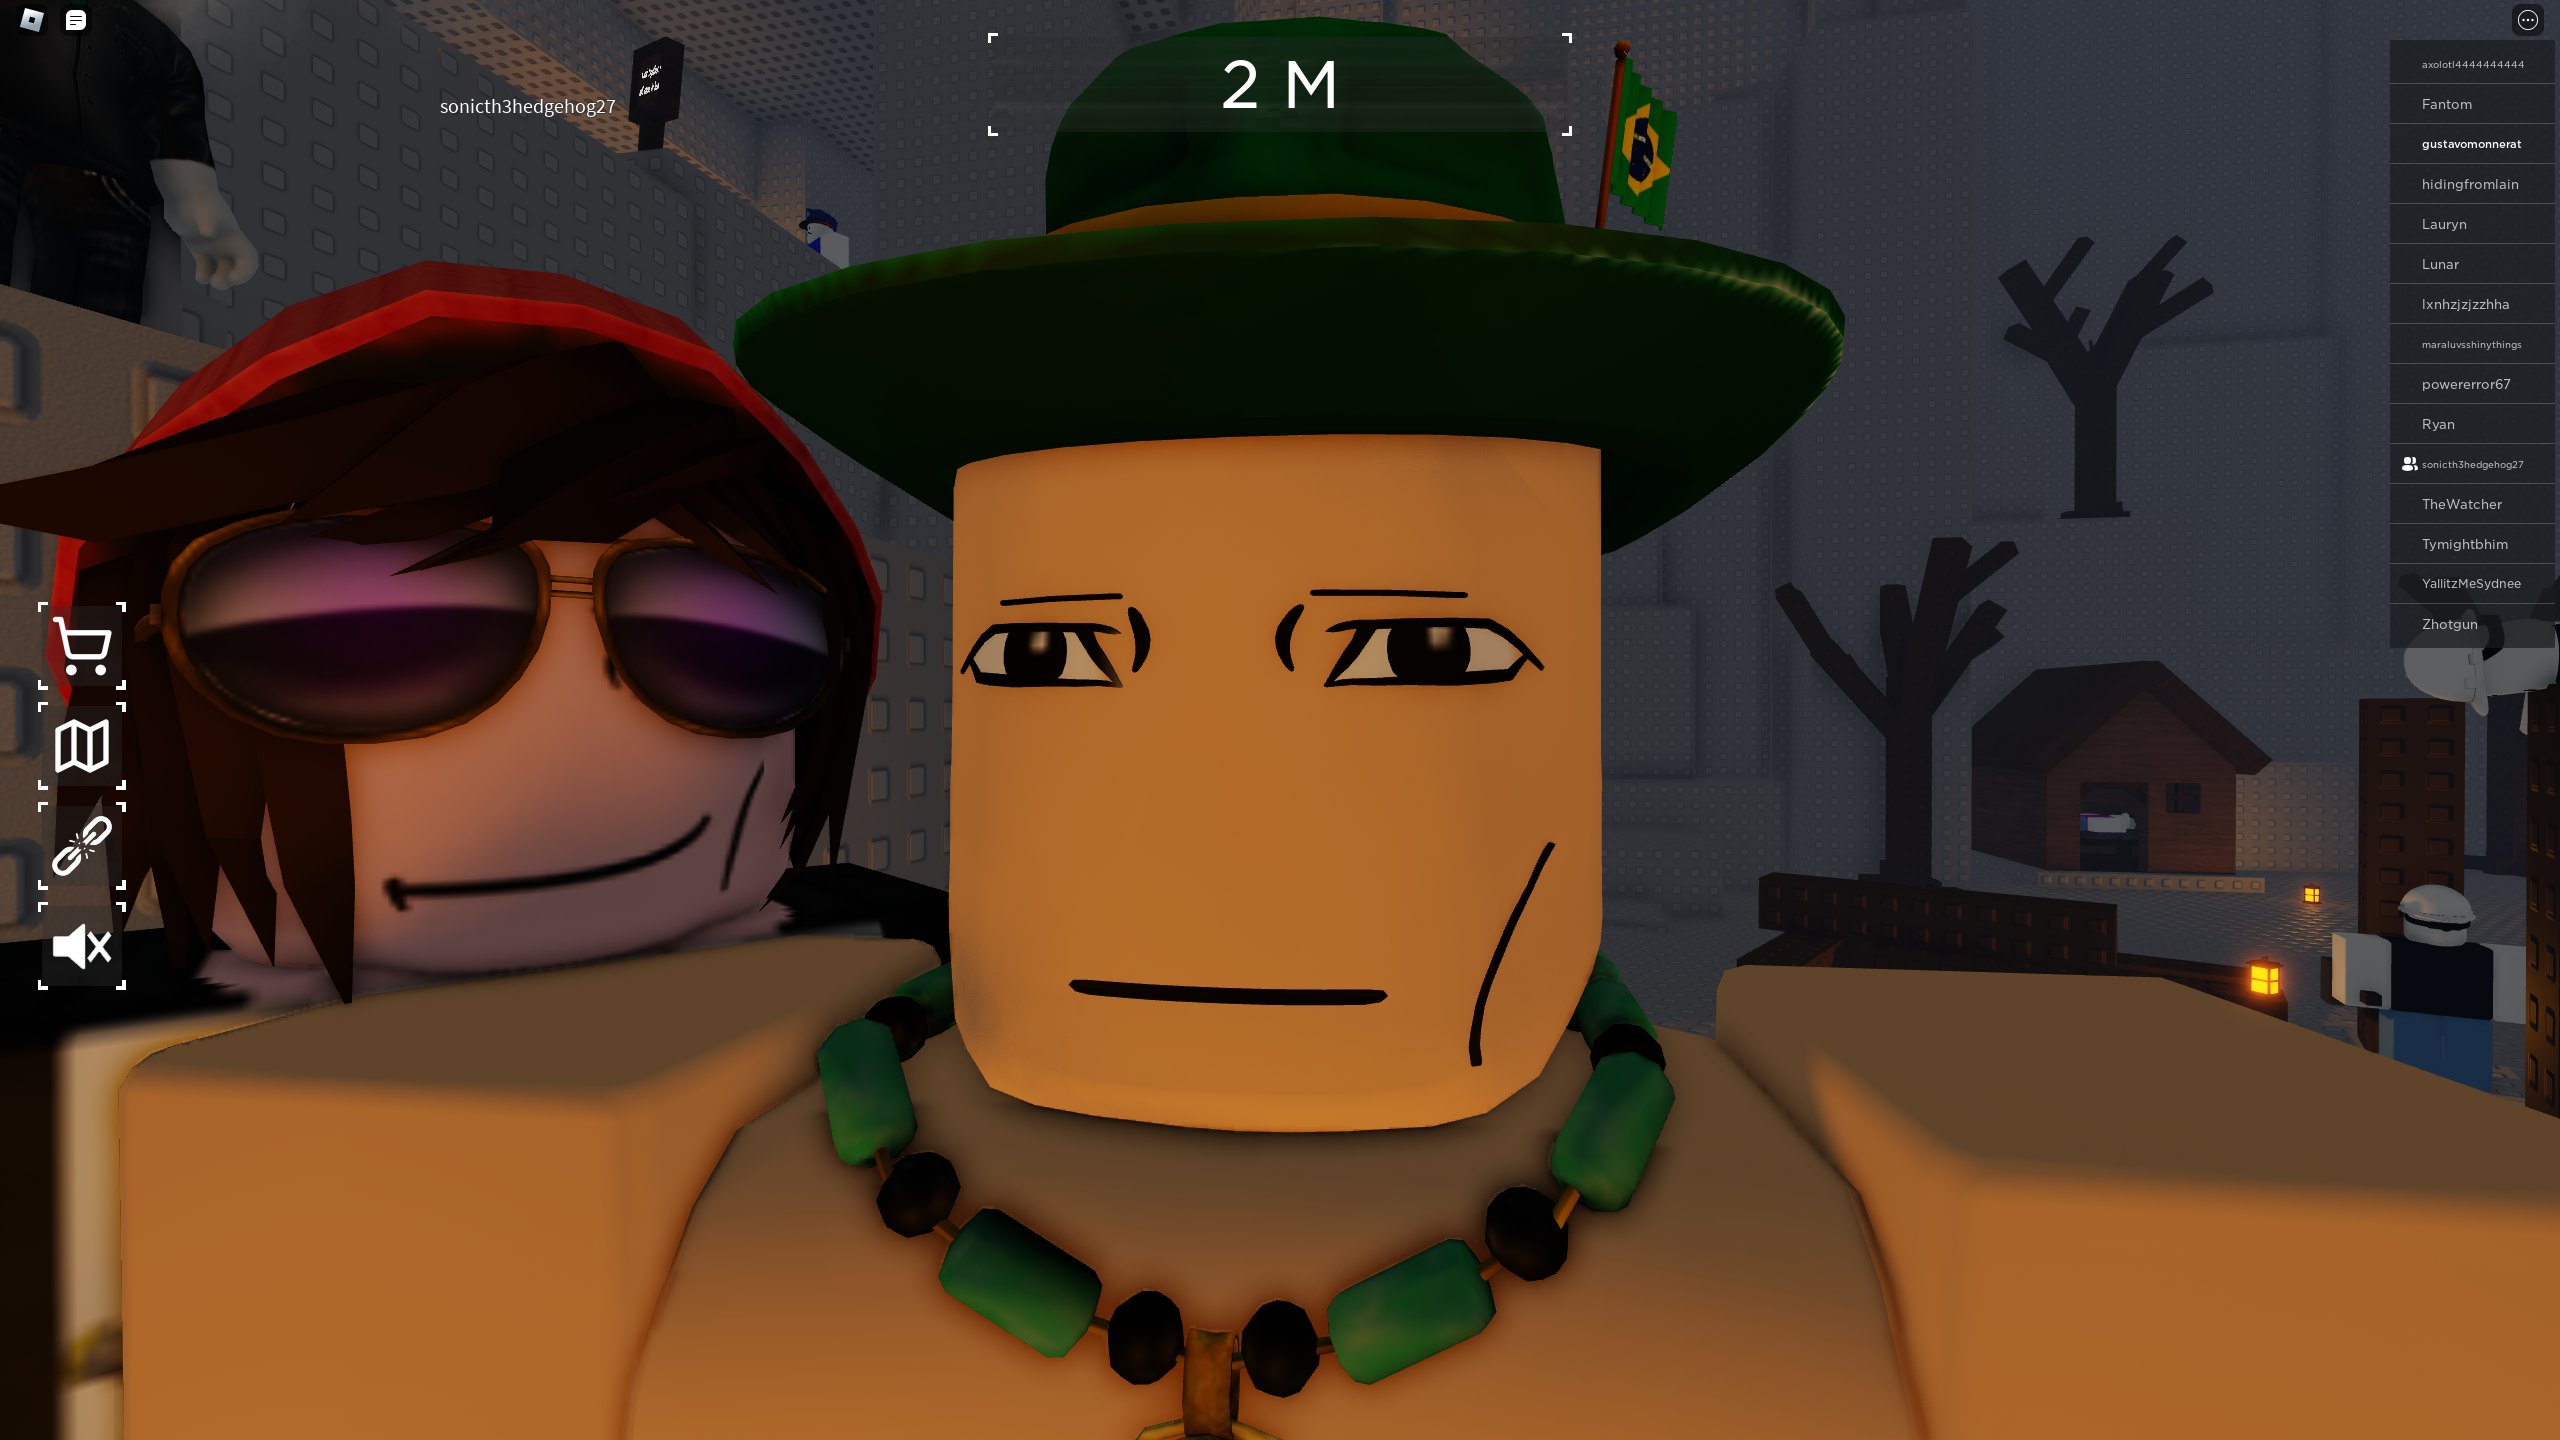 2 M
sonicth3hedgehog27
axolotl4444444444
Fantom
gustavomonnerat
hidingfromlain
Lauryn
Lunar
lxnhzjzjzzhha
maraluvsshinythings
powererror67
Ryan
sonicth3hedgehog27
TheWatcher
Tymightbhim
YallitzMeSydnee
Zhotgun